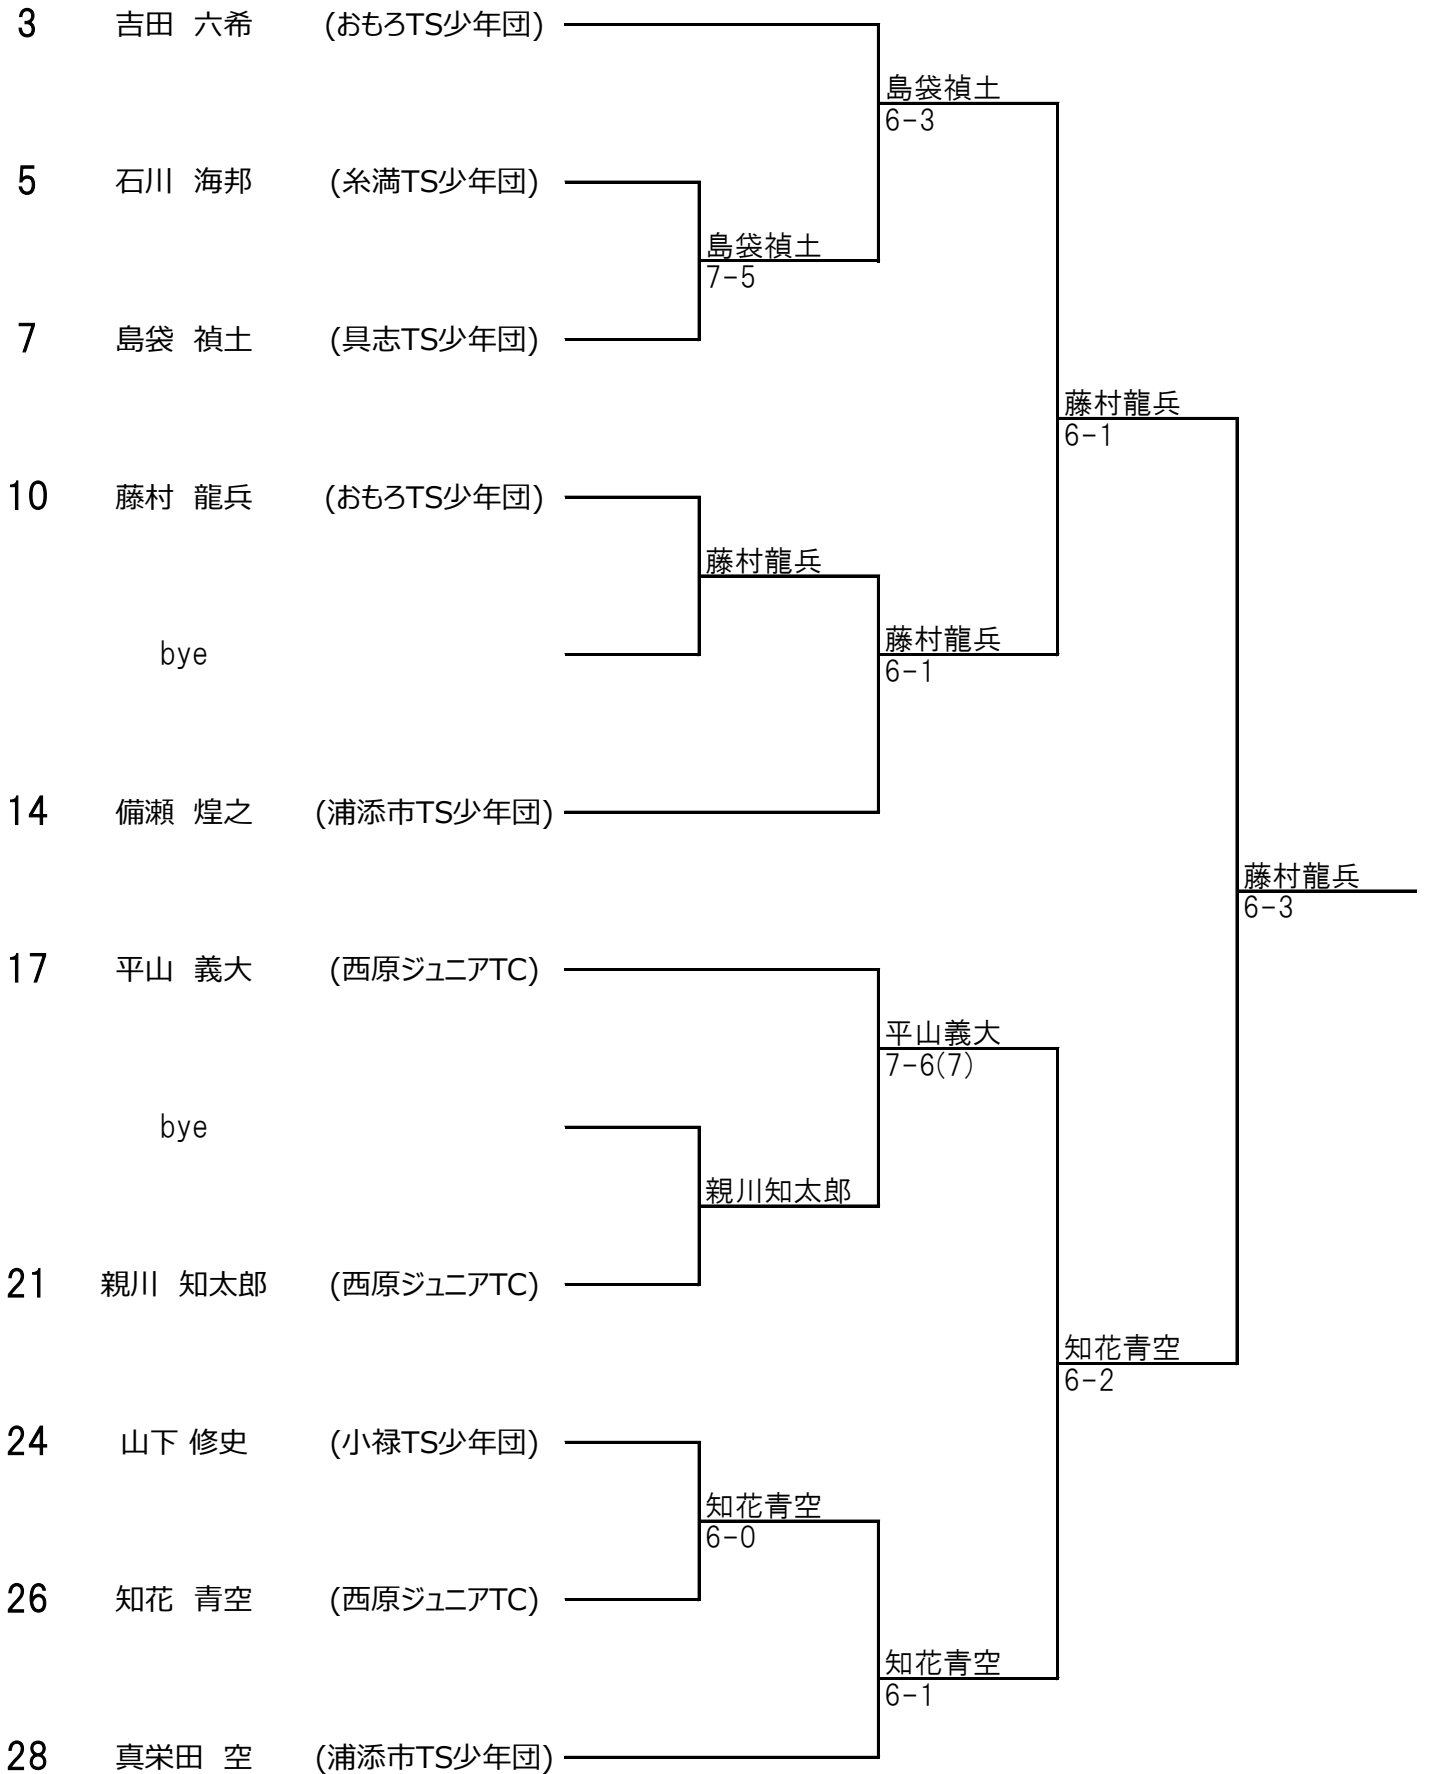 3 吉田　六希 (おもろTS少年団)
島袋禎士
6-3
5 石川　海邦 (糸満TS少年団)
島袋禎士
7-5
7 島袋　禎士 (具志TS少年団)
藤村龍兵
6-1
10 藤村　龍兵 (おもろTS少年団)
藤村龍兵
藤村龍兵
6-1
bye
14 備瀬　煌之 (浦添市TS少年団)
藤村龍兵
6-3
17 平山　義大 (西原ジュニアTC)
平山義大
7-6(7)
bye
親川知太郎
21 親川　知太郎 (西原ジュニアTC)
知花青空
6-2
24 山下 修史 (小禄TS少年団)
知花青空
6-0
26 知花　青空 (西原ジュニアTC)
知花青空
6-1
28 真栄田　空 (浦添市TS少年団)